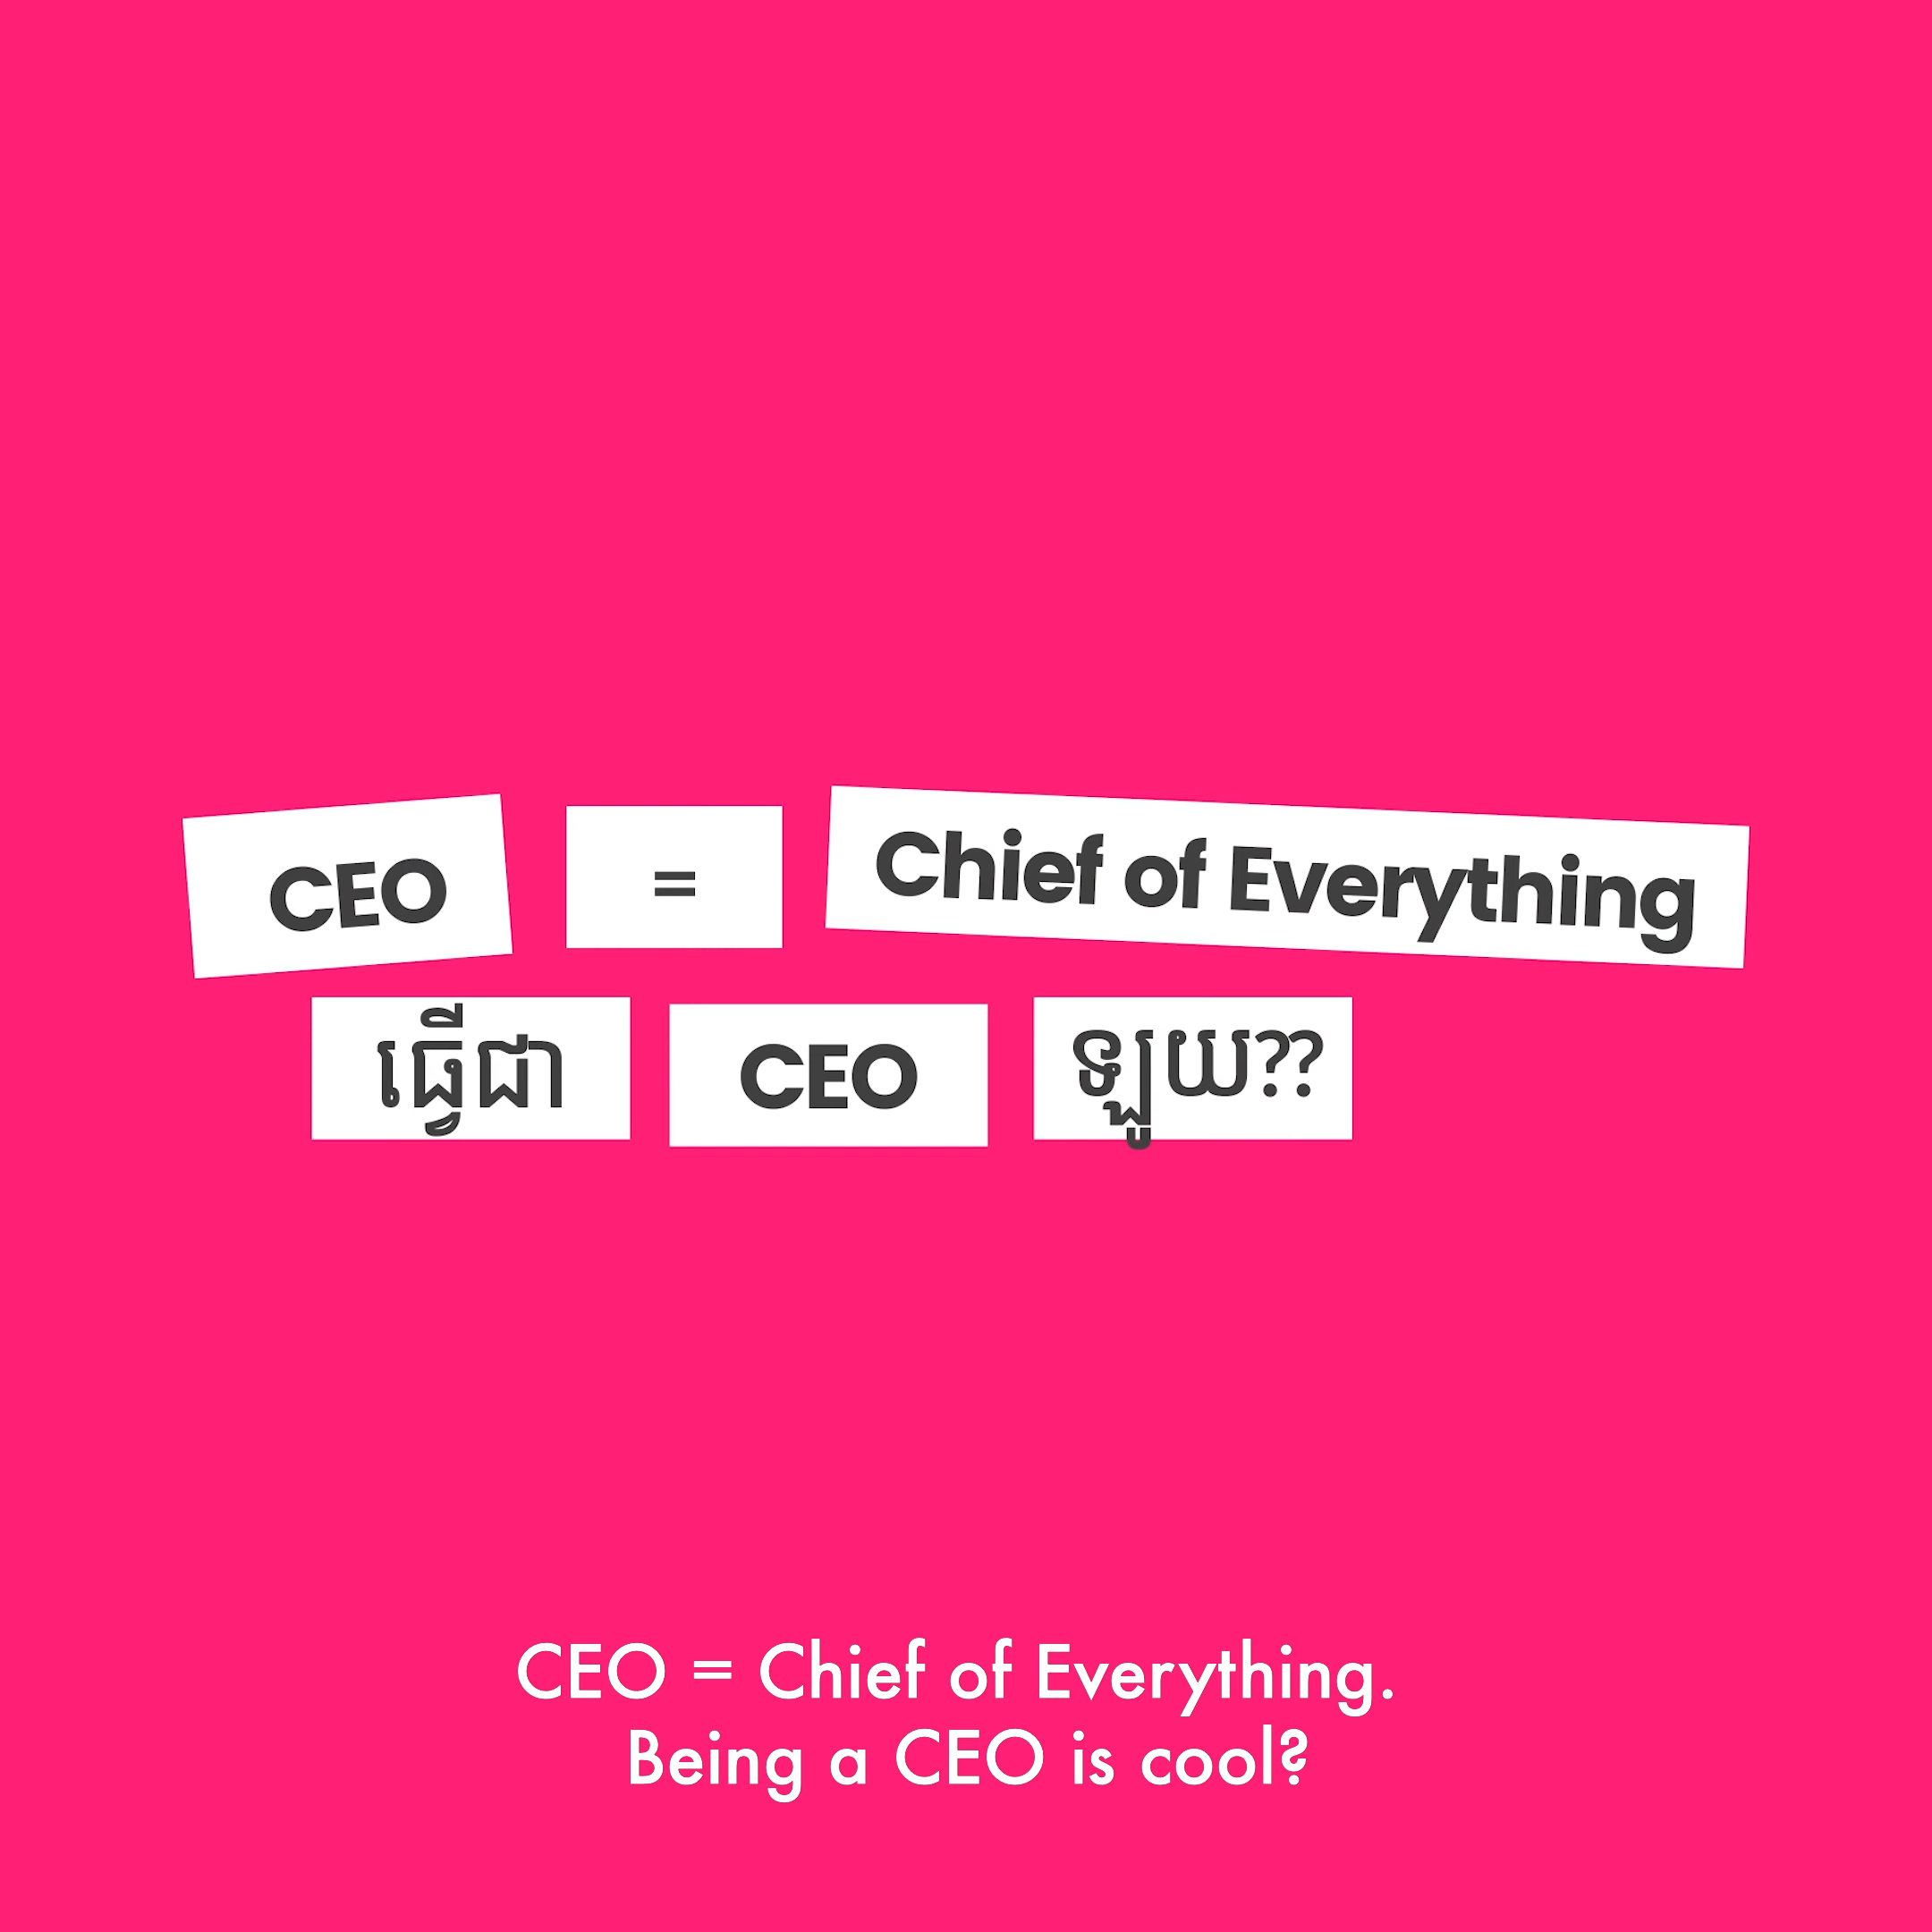 CEO = Chief of Everything
ធ្វើជា CEO ឡូយ??
CEO = Chief of Everything.
Being a CEO is cool?